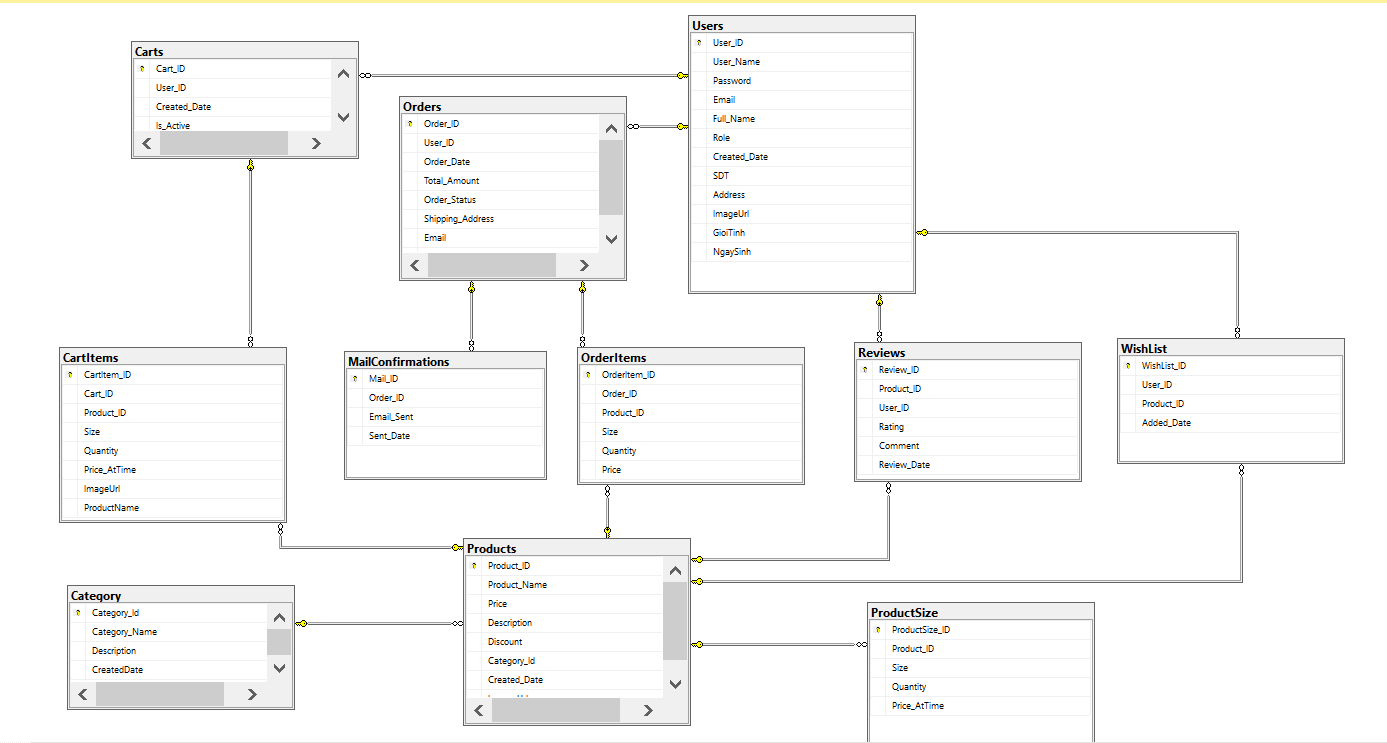 Users
User_ID
User_Name
Password
Email
Full_Name
Role
Created_Date
SDT
Address
ImageUrl
GioiTinh
NgaySinh
Carts
Cart_ID
User_ID
Created_Date
Is_Active
Orders
Order_ID
User_ID
Order_Date
Total_Amount
Order_Status
Shipping_Address
Email
CartItems
CartItem_ID
Cart_ID
Product_ID
Size
Quantity
Price_AtTime
ImageUrl
ProductName
MailConfirmations
Mail_ID
Order_ID
Email_Sent
Sent_Date
OrderItems
OrderItem_ID
Order_ID
Product_ID
Size
Quantity
Price
Reviews
Review_ID
Product_ID
User_ID
Rating
Comment
Review_Date
WishList
WishList_ID
User_ID
Product_ID
Added_Date
Products
Product_ID
Product_Name
Price
Description
Discount
Category_Id
Created_Date
Category
Category_Id
Category_Name
Description
CreatedDate
ProductSize
ProductSize_ID
Product_ID
Size
Quantity
Price_AtTime